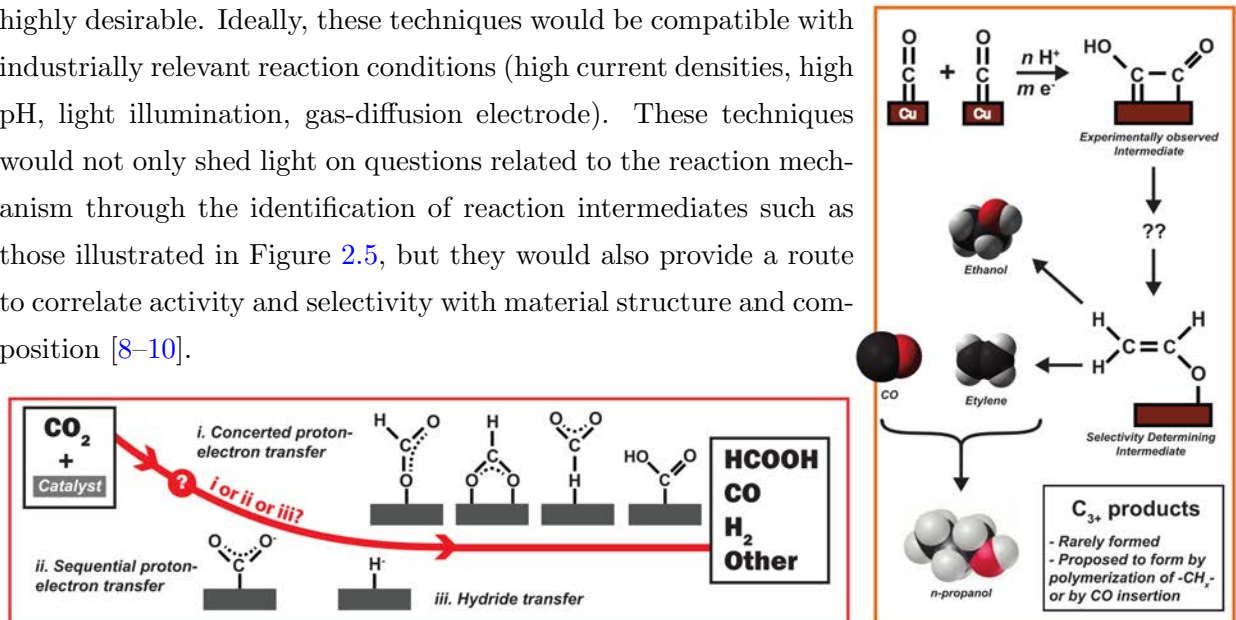 highly desirable. Ideally, these techniques would be compatible with
industrially relevant reaction conditions (high current densities, high
pH, light illumination, gas-diffusion electrode). These techniques
would not only shed light on questions related to the reaction mech-
anism through the identification of reaction intermediates such as
those illustrated in Figure 2.5, but they would also provide a route
to correlate activity and selectivity with material structure and com-
position [8–10].
CO2
+
Catalyst
?
i or ii or iii?
i. Concerted proton-
electron transfer
H O
C
O
H
C
O O
O O
C
H
HO O
C
ii. Sequential proton-
electron transfer
O O-
C
H-
iii. Hydride transfer
HCOOH
CO
H2
Other
O O
C + C
Cu Cu
n H+
m e-
HO O
C C
Experimentally observed
Intermediate
??
Ethanol
H H
C=C
H O
CO
Etylene
Selectivity Determining
Intermediate
n-propanol
C3+ products
- Rarely formed
- Proposed to form by
polymerization of -CHx-
or by CO insertion